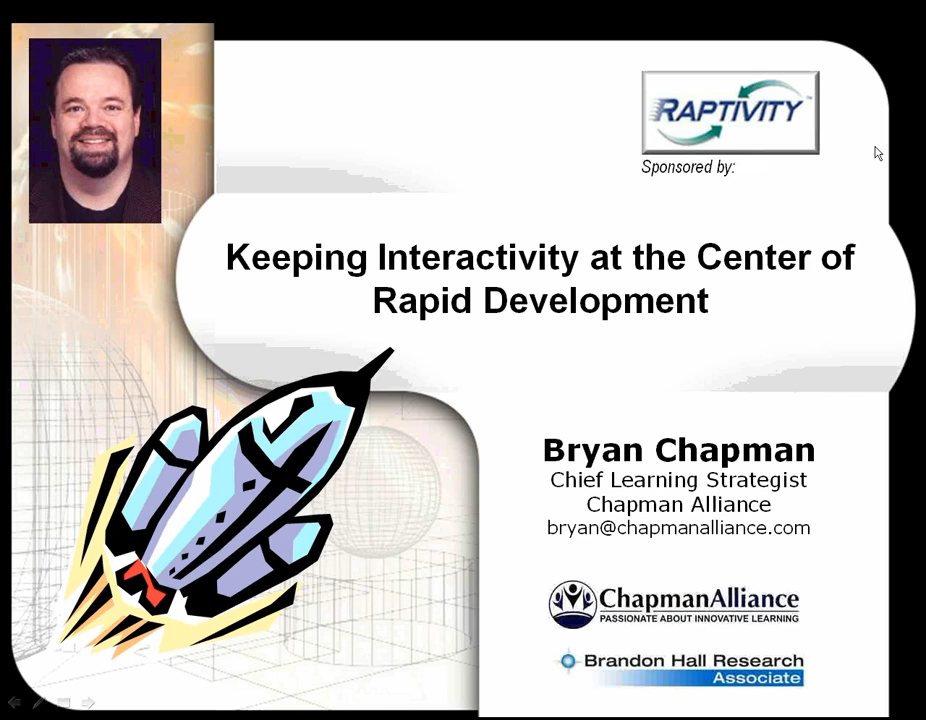 RAPTIVITY™
Sponsored by:
Keeping Interactivity at the Center of
Rapid Development
Bryan Chapman
Chief Learning Strategist
Chapman Alliance
bryan@chapmanalliance.com
ChapmanAlliance
PASSIONATE ABOUT INNOVATIVE LEARNING
Brandon Hall Research
Associate